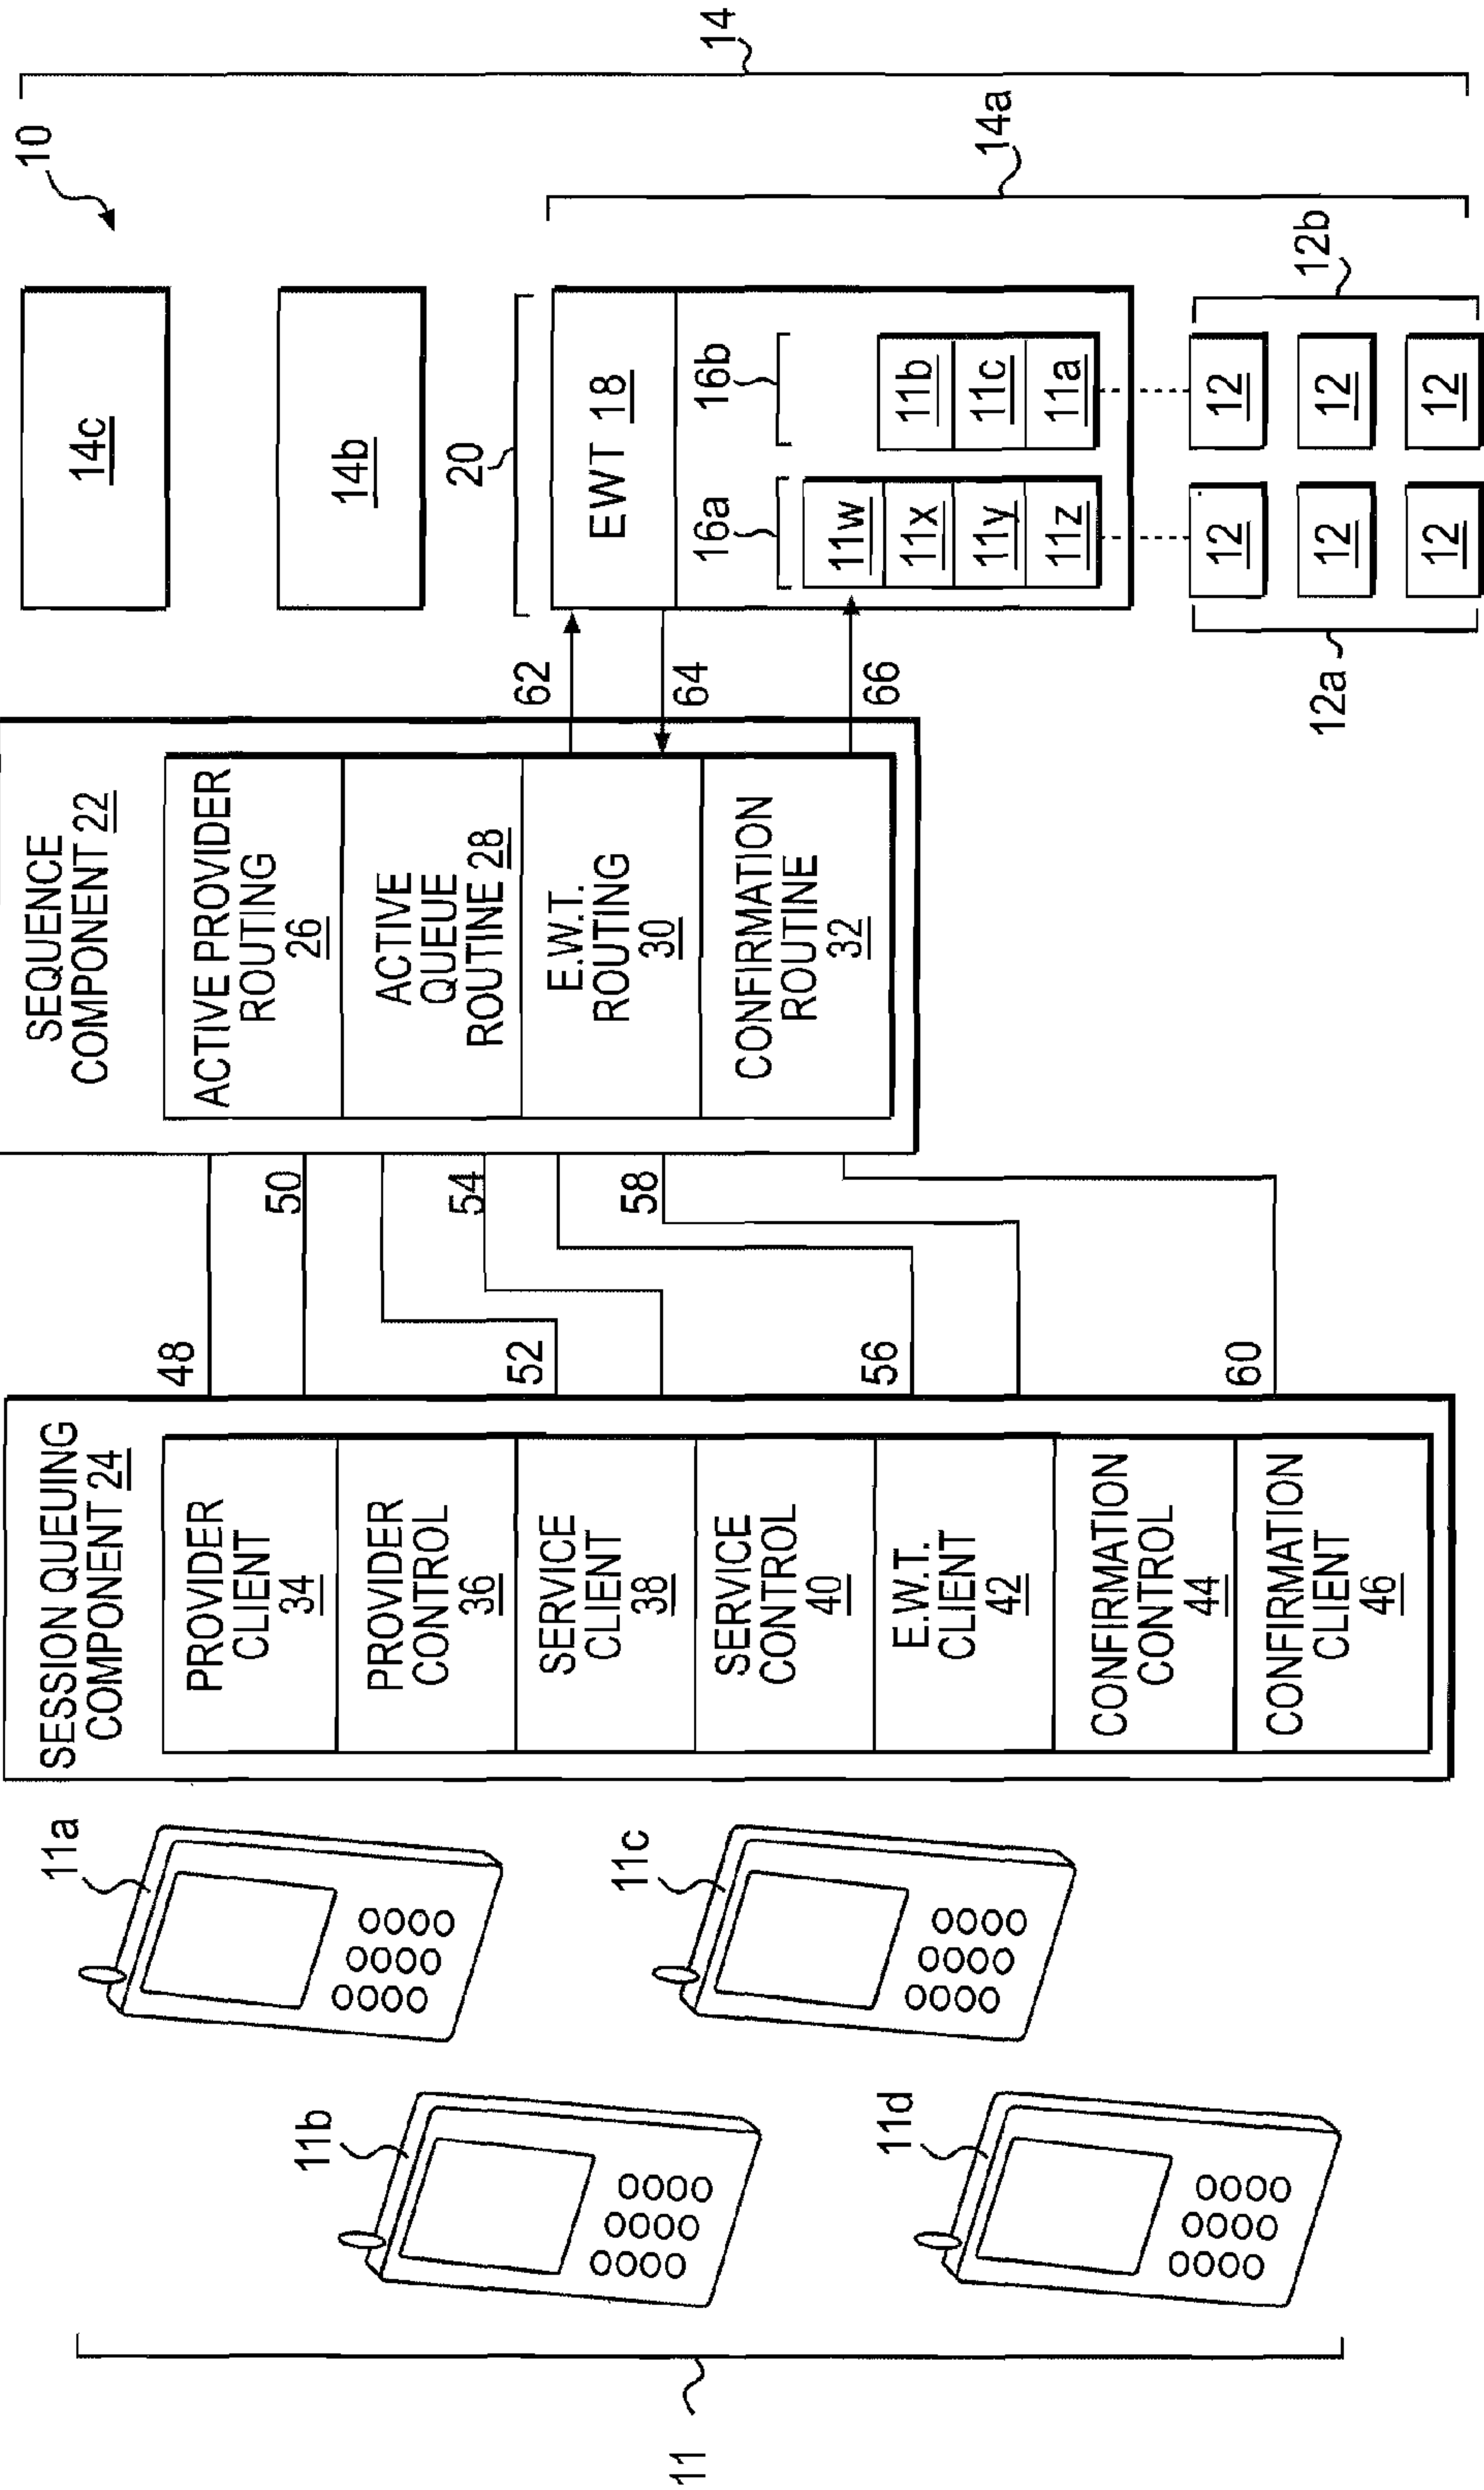 10
14
14a
14c
14b
20
EWT 18
16a
16b
11w
11x
11y
11z
11b
11c
11a
12
12
12
12
12
12
12a
12b
62
64
66
SEQUENCE
COMPONENT 22
ACTIVE PROVIDER
ROUTING
26
ACTIVE
QUEUE
ROUTINE 28
E.W.T.
ROUTING
30
CONFIRMATION
ROUTINE
32
48
50
52
54
56
58
60
SESSION QUEUING
COMPONENT 24
PROVIDER
CLIENT
34
PROVIDER
CONTROL
36
SERVICE
CLIENT
38
SERVICE
CONTROL
40
E.W.T.
CLIENT
42
CONFIRMATION
CONTROL
44
CONFIRMATION
CLIENT
46
11a
11c
11b
11d
11